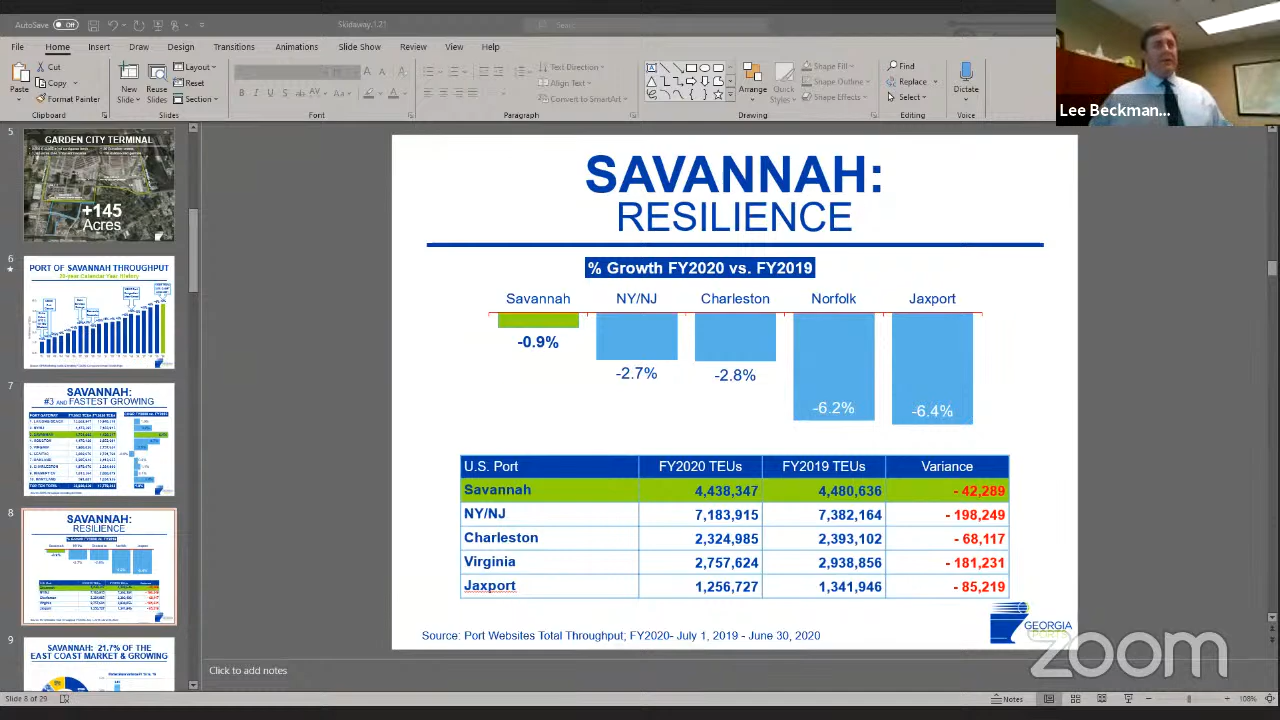 AutoSave Off
Skidaway.1.21
File Home Insert Draw Design Transitions Animations Slide Show Review View Help
Paste
Cut
Copy
Format Painter
Clipboard
New Slide
Reuse Slides
Layout
Reset
Section
Slides
Font
Text Direction
Align Text
Convert to SmartArt
Paragraph
Arrange
Quick Styles
Shape Fill
Shape Outline
Shape Effects
Drawing
Find
Replace
Select
Editing
Dictate
Voice
Lee Beckman...
5
GARDEN CITY TERMINAL
+145
Acres
6
PORT OF SAVANNAH THROUGHPUT
7
SAVANNAH:
#3 AND FASTEST GROWING
8
SAVANNAH:
RESILIENCE
9
SAVANNAH: 21.7% OF THE
EAST COAST MARKET & GROWING
SAVANNAH:
RESILIENCE
% Growth FY2020 vs. FY2019
Savannah NY/NJ Charleston Norfolk Jaxport
-0.9%
-2.7%
-2.8%
-6.2%
-6.4%
U.S. Port FY2020 TEUs FY2019 TEUs Variance
Savannah 4,438,347 4,480,636 - 42,289
NY/NJ 7,183,915 7,382,164 - 198,249
Charleston 2,324,985 2,393,102 - 68,117
Virginia 2,757,624 2,938,856 - 181,231
Jaxport 1,256,727 1,341,946 - 85,219
Source: Port Websites Total Throughput; FY2020- July 1, 2019 - June 30, 2020
GEORGIA
PORTS
zoom
Click to add notes
Slide 8 of 29
Notes
108%